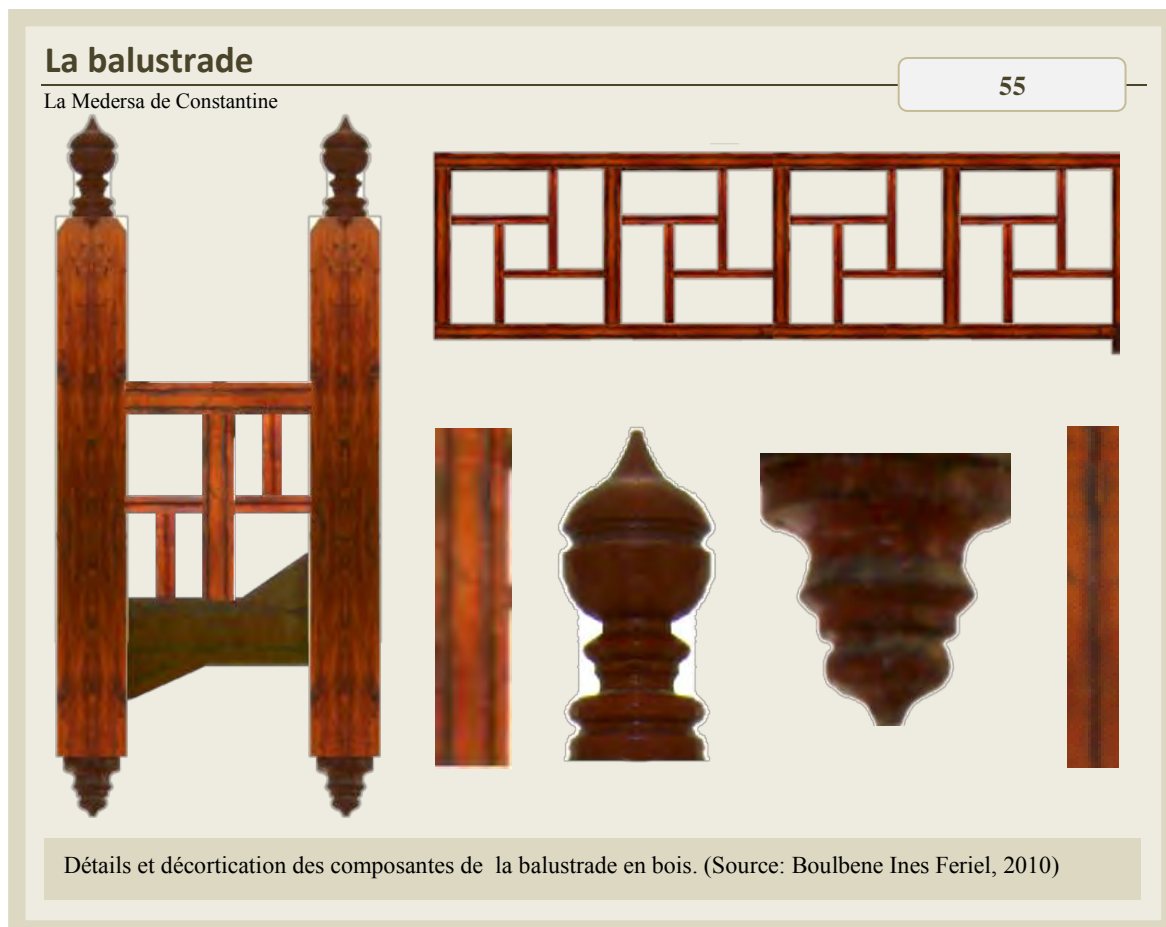 La balustrade
55
La Medersa de Constantine
Détails et décortication des composantes de  la balustrade en bois. (Source: Boulbene Ines Feriel, 2010)